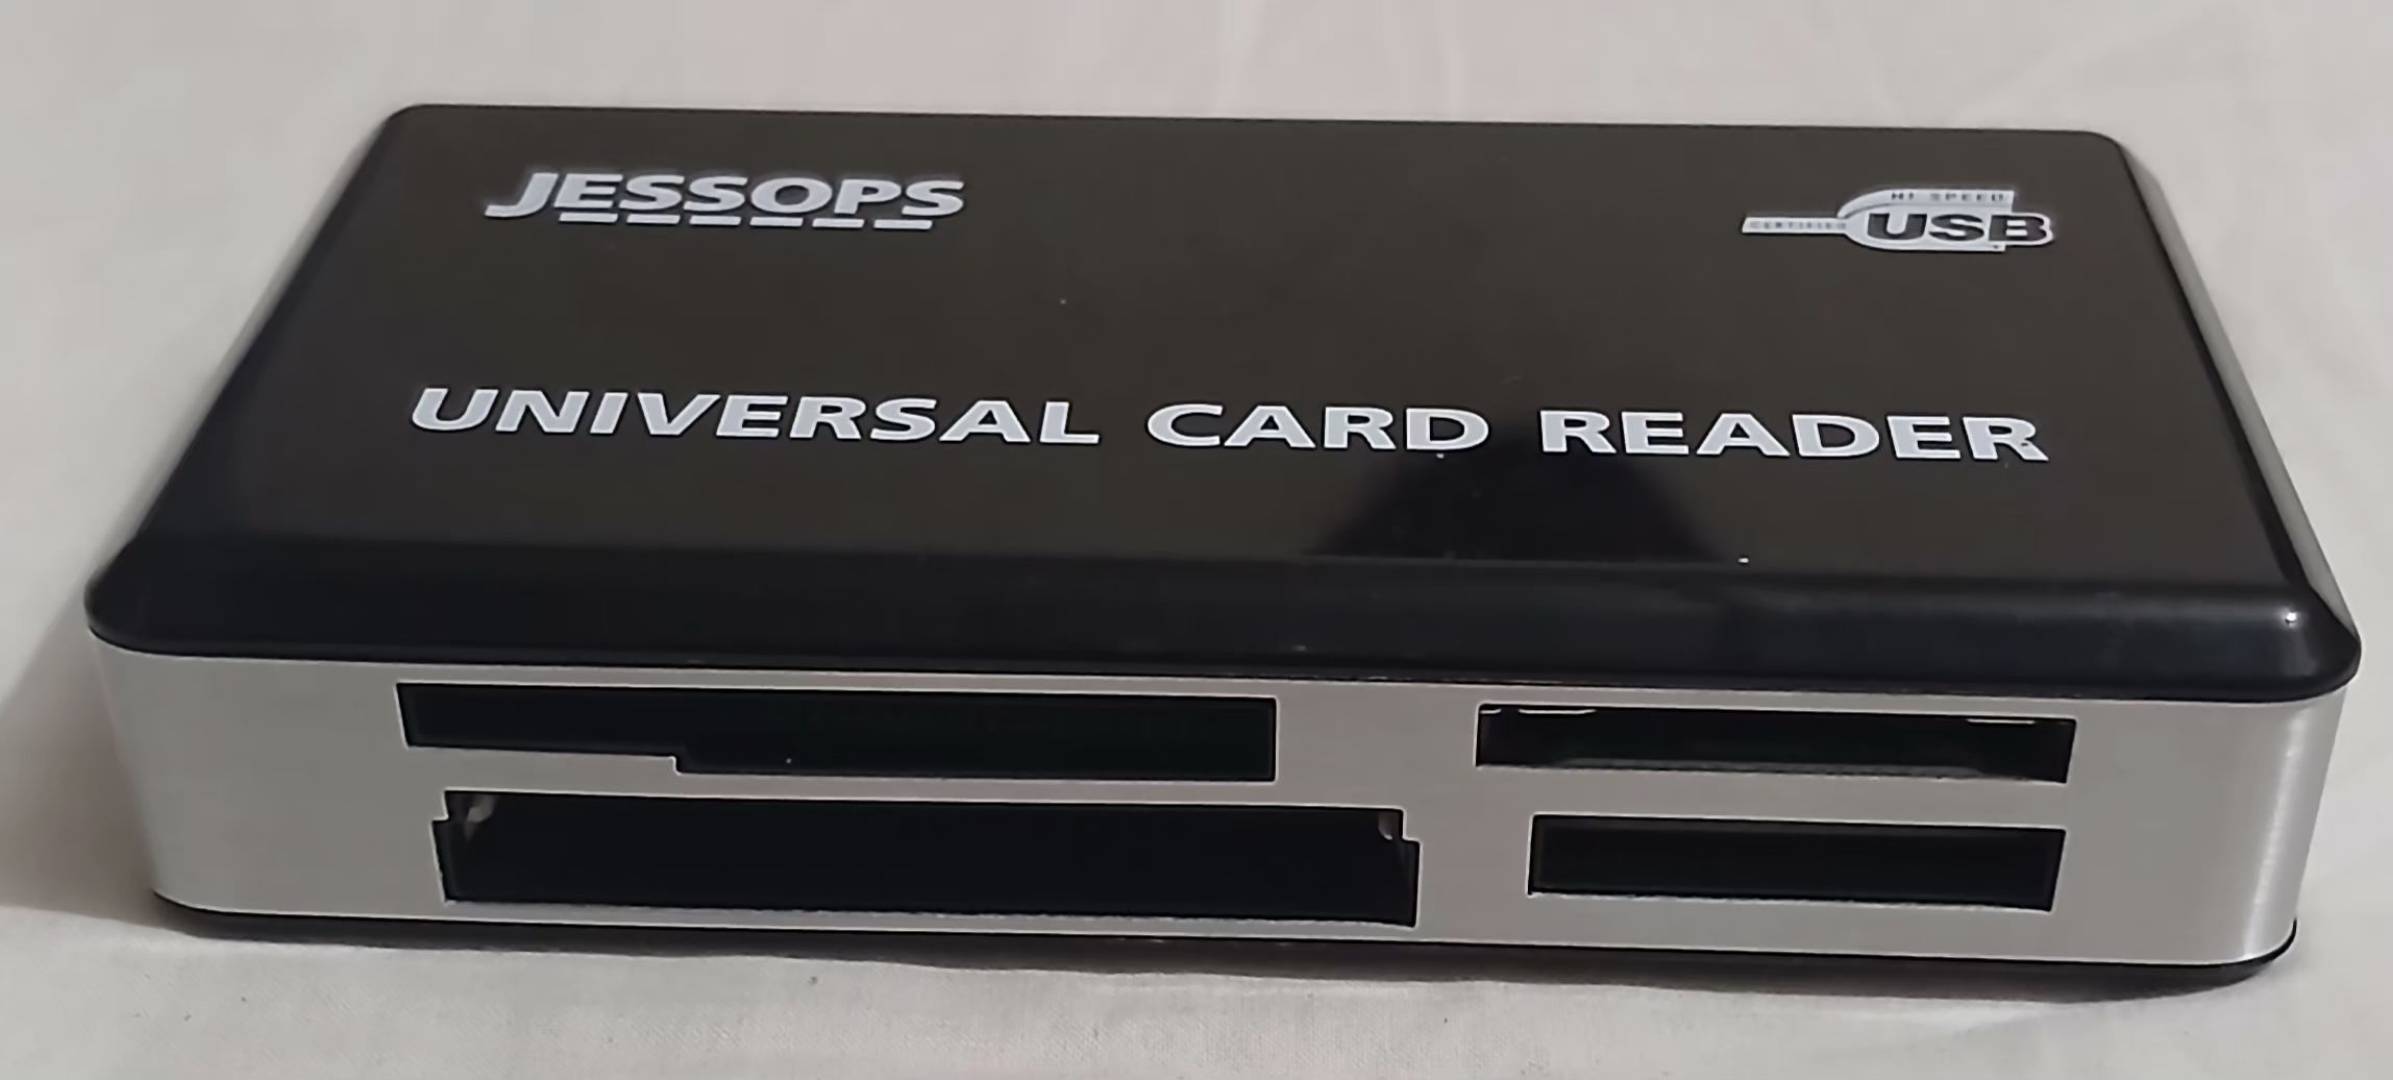 JESSOPS
HI-SPEED
CERTIFIED USB
UNIVERSAL CARD READER